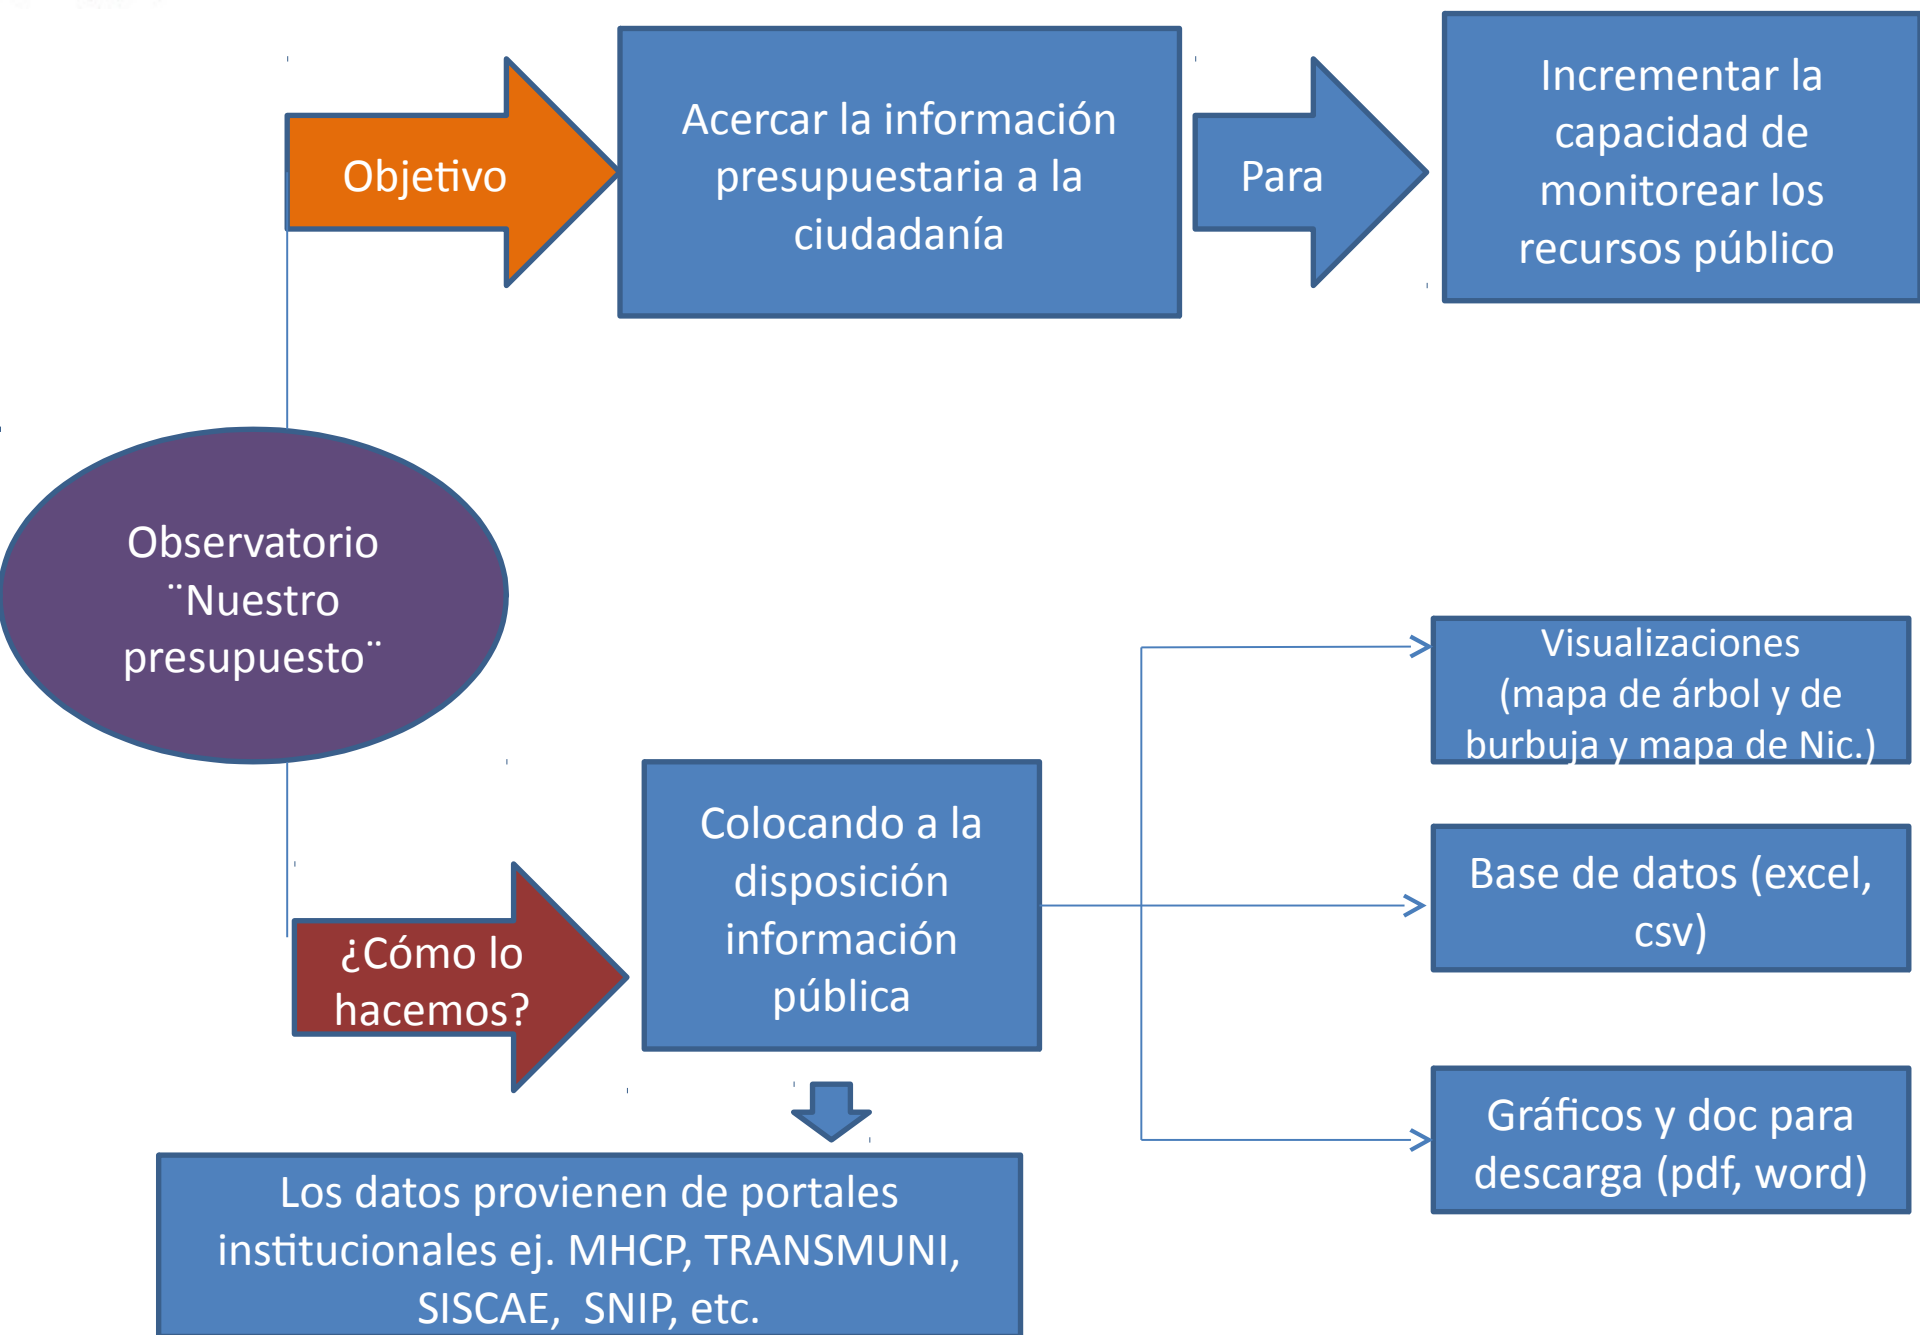 Objetivo
Acercar la información
presupuestaria a la
ciudadanía
Para
Incrementar la
capacidad de
monitorear los
recursos público
Observatorio
¨Nuestro
presupuesto¨
¿Cómo lo
hacemos?
Colocando a la
disposición
información
pública
Visualizaciones
(mapa de árbol y de
burbuja y mapa de Nic.)
Base de datos (excel,
csv)
Gráficos y doc para
descarga (pdf, word)
Los datos provienen de portales
institucionales ej. MHCP, TRANSMUNI,
SISCAE,  SNIP, etc.